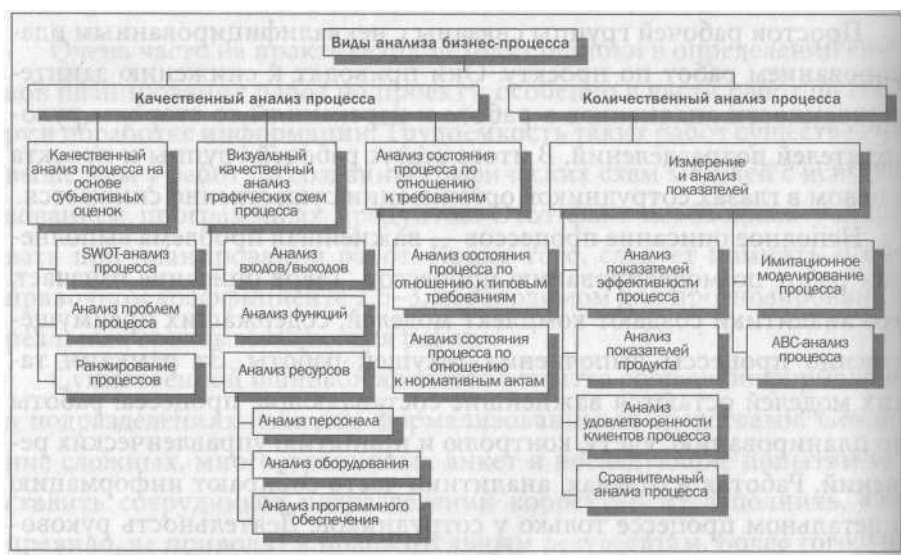 Виды анализа бизнес-процесса
Качественный анализ процесса
Количественный анализ процесса
Качественный
анализ процесса на
основе
субъективных
оценок
Визуальный
качественный
анализ
графических схем
процесса
Анализ состояния
процесса по
отношению
к требованиям
Измерение
и анализ
показателей
SWOT-анализ
процесса
Анализ проблем
процесса
Ранжирование
процессов
Анализ
входов/выходов
Анализ функций
Анализ ресурсов
Анализ персонала
Анализ оборудования
Анализ программного
обеспечения
Анализ состояния
процесса по
отношению к типовым
требованиям
Анализ состояния
процесса по
отношению
к нормативным актам
Анализ
показателей
эффективности
процесса
Анализ
показателей
продукта
Анализ
удовлетворенности
клиентов процесса
Сравнительный
анализ процесса
Имитационное
моделирование
процесса
ABC-анализ
процесса